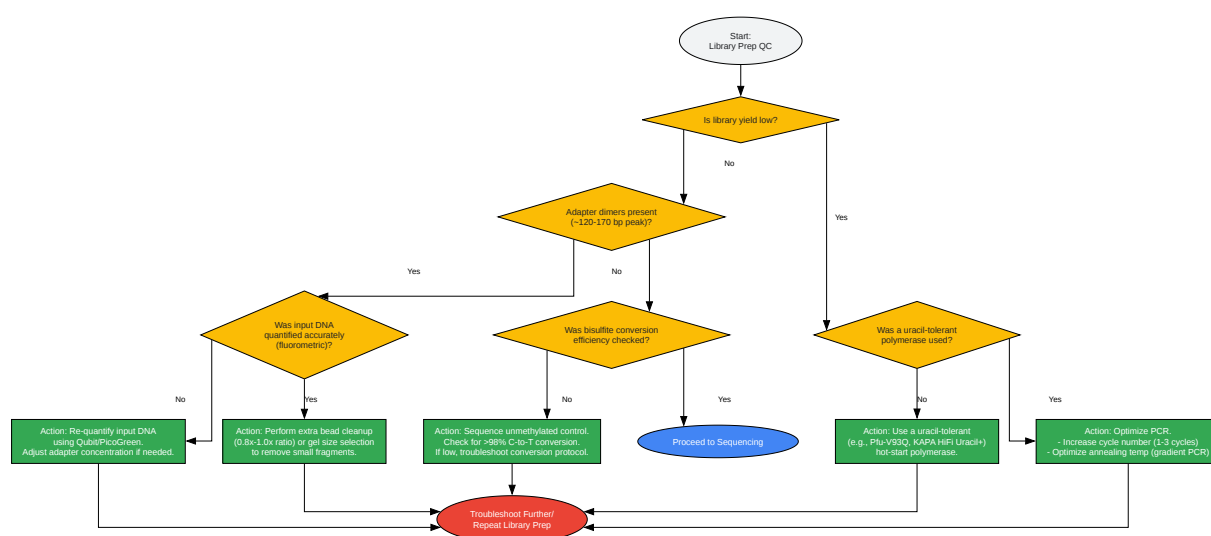 Start:
Library Prep QC
Is library yield low?
No
Adapter dimers present
(~120-170 bp peak)?
Yes
Yes
No
Was input DNA
quantified accurately
(fluorometric)?
Was bisulfite conversion
efficiency checked?
Was a uracil-tolerant
polymerase used?
No
Yes
No
Yes
No
Yes
Action: Re-quantify input DNA
using Qubit/PicoGreen.
Adjust adapter concentration if needed.
Action: Perform extra bead cleanup
(0.8x-1.0x ratio) or gel size selection
to remove small fragments.
Action: Sequence unmethylated control.
Check for >98% C-to-T conversion.
If low, troubleshoot conversion protocol.
Proceed to Sequencing
Action: Use a uracil-tolerant
(e.g., Pfu-V93Q, KAPA HiFi Uracil+)
hot-start polymerase.
Action: Optimize PCR.
- Increase cycle number (1-3 cycles)
- Optimize annealing temp (gradient PCR)
Troubleshoot Further/
Repeat Library Prep